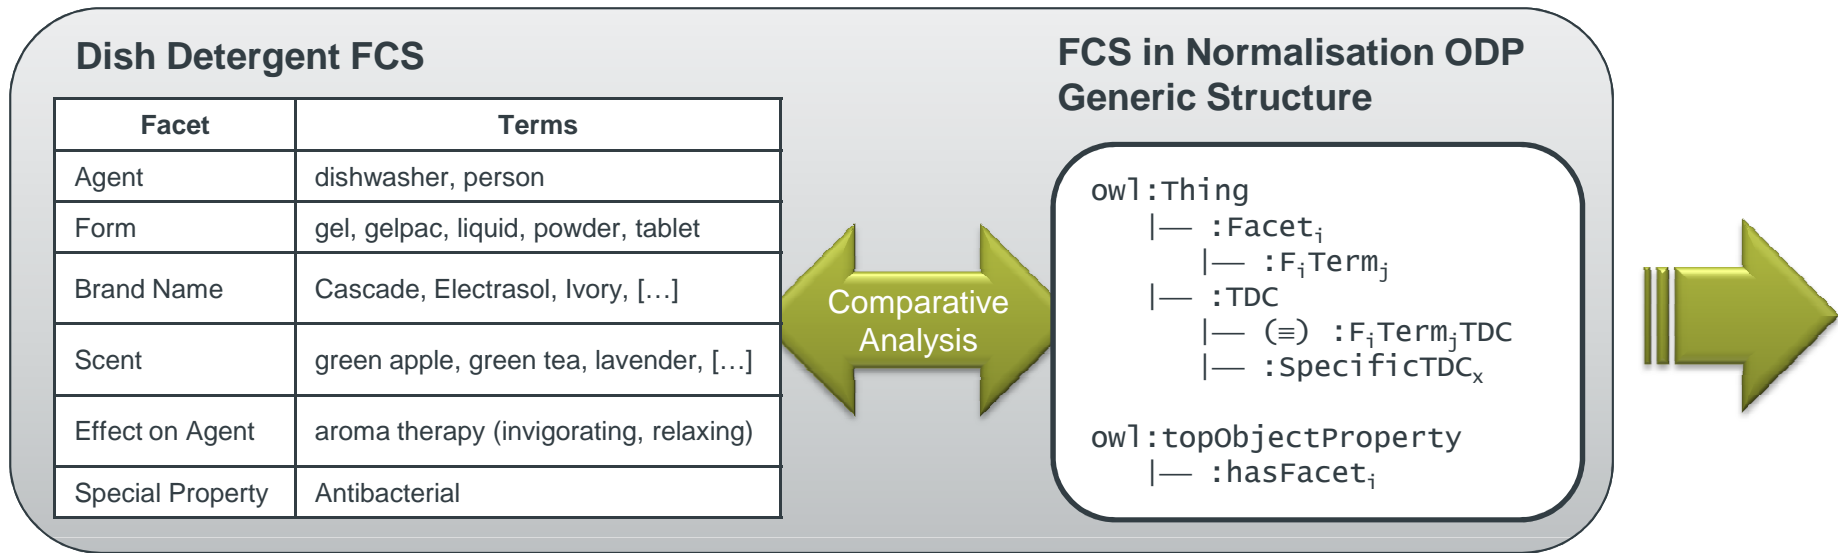 Dish Detergent FCS
Facet Terms
Agent dishwasher, person
Form gel, gelpac, liquid, powder, tablet
Brand Name Cascade, Electrasol, Ivory, […]
Scent green apple, green tea, lavender, […]
Effect on Agent aroma therapy (invigorating, relaxing)
Special Property Antibacterial
Comparative
Analysis
FCS in Normalisation ODP
Generic Structure
owl:Thing
|— :Facetᵢ
|— :FᵢTermⱼ
|— :TDC
|— (≡) :FᵢTermⱼTDC
|— :SpecificTDCₓ
owl:topObjectProperty
|— :hasFacetᵢ